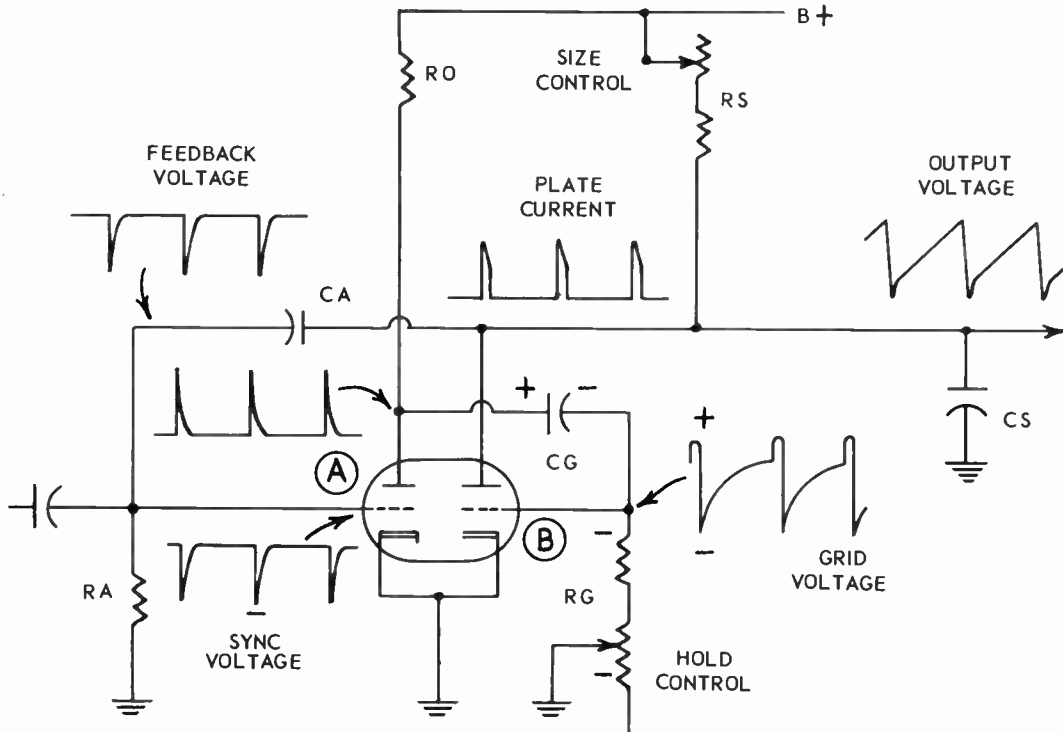 B+
RO
SIZE
CONTROL
RS
FEEDBACK
VOLTAGE
PLATE
CURRENT
OUTPUT
VOLTAGE
CA
+ -
CG
CS
A
B
+
-
GRID
VOLTAGE
-
RA
-
SYNC
VOLTAGE
RG
-
HOLD
CONTROL